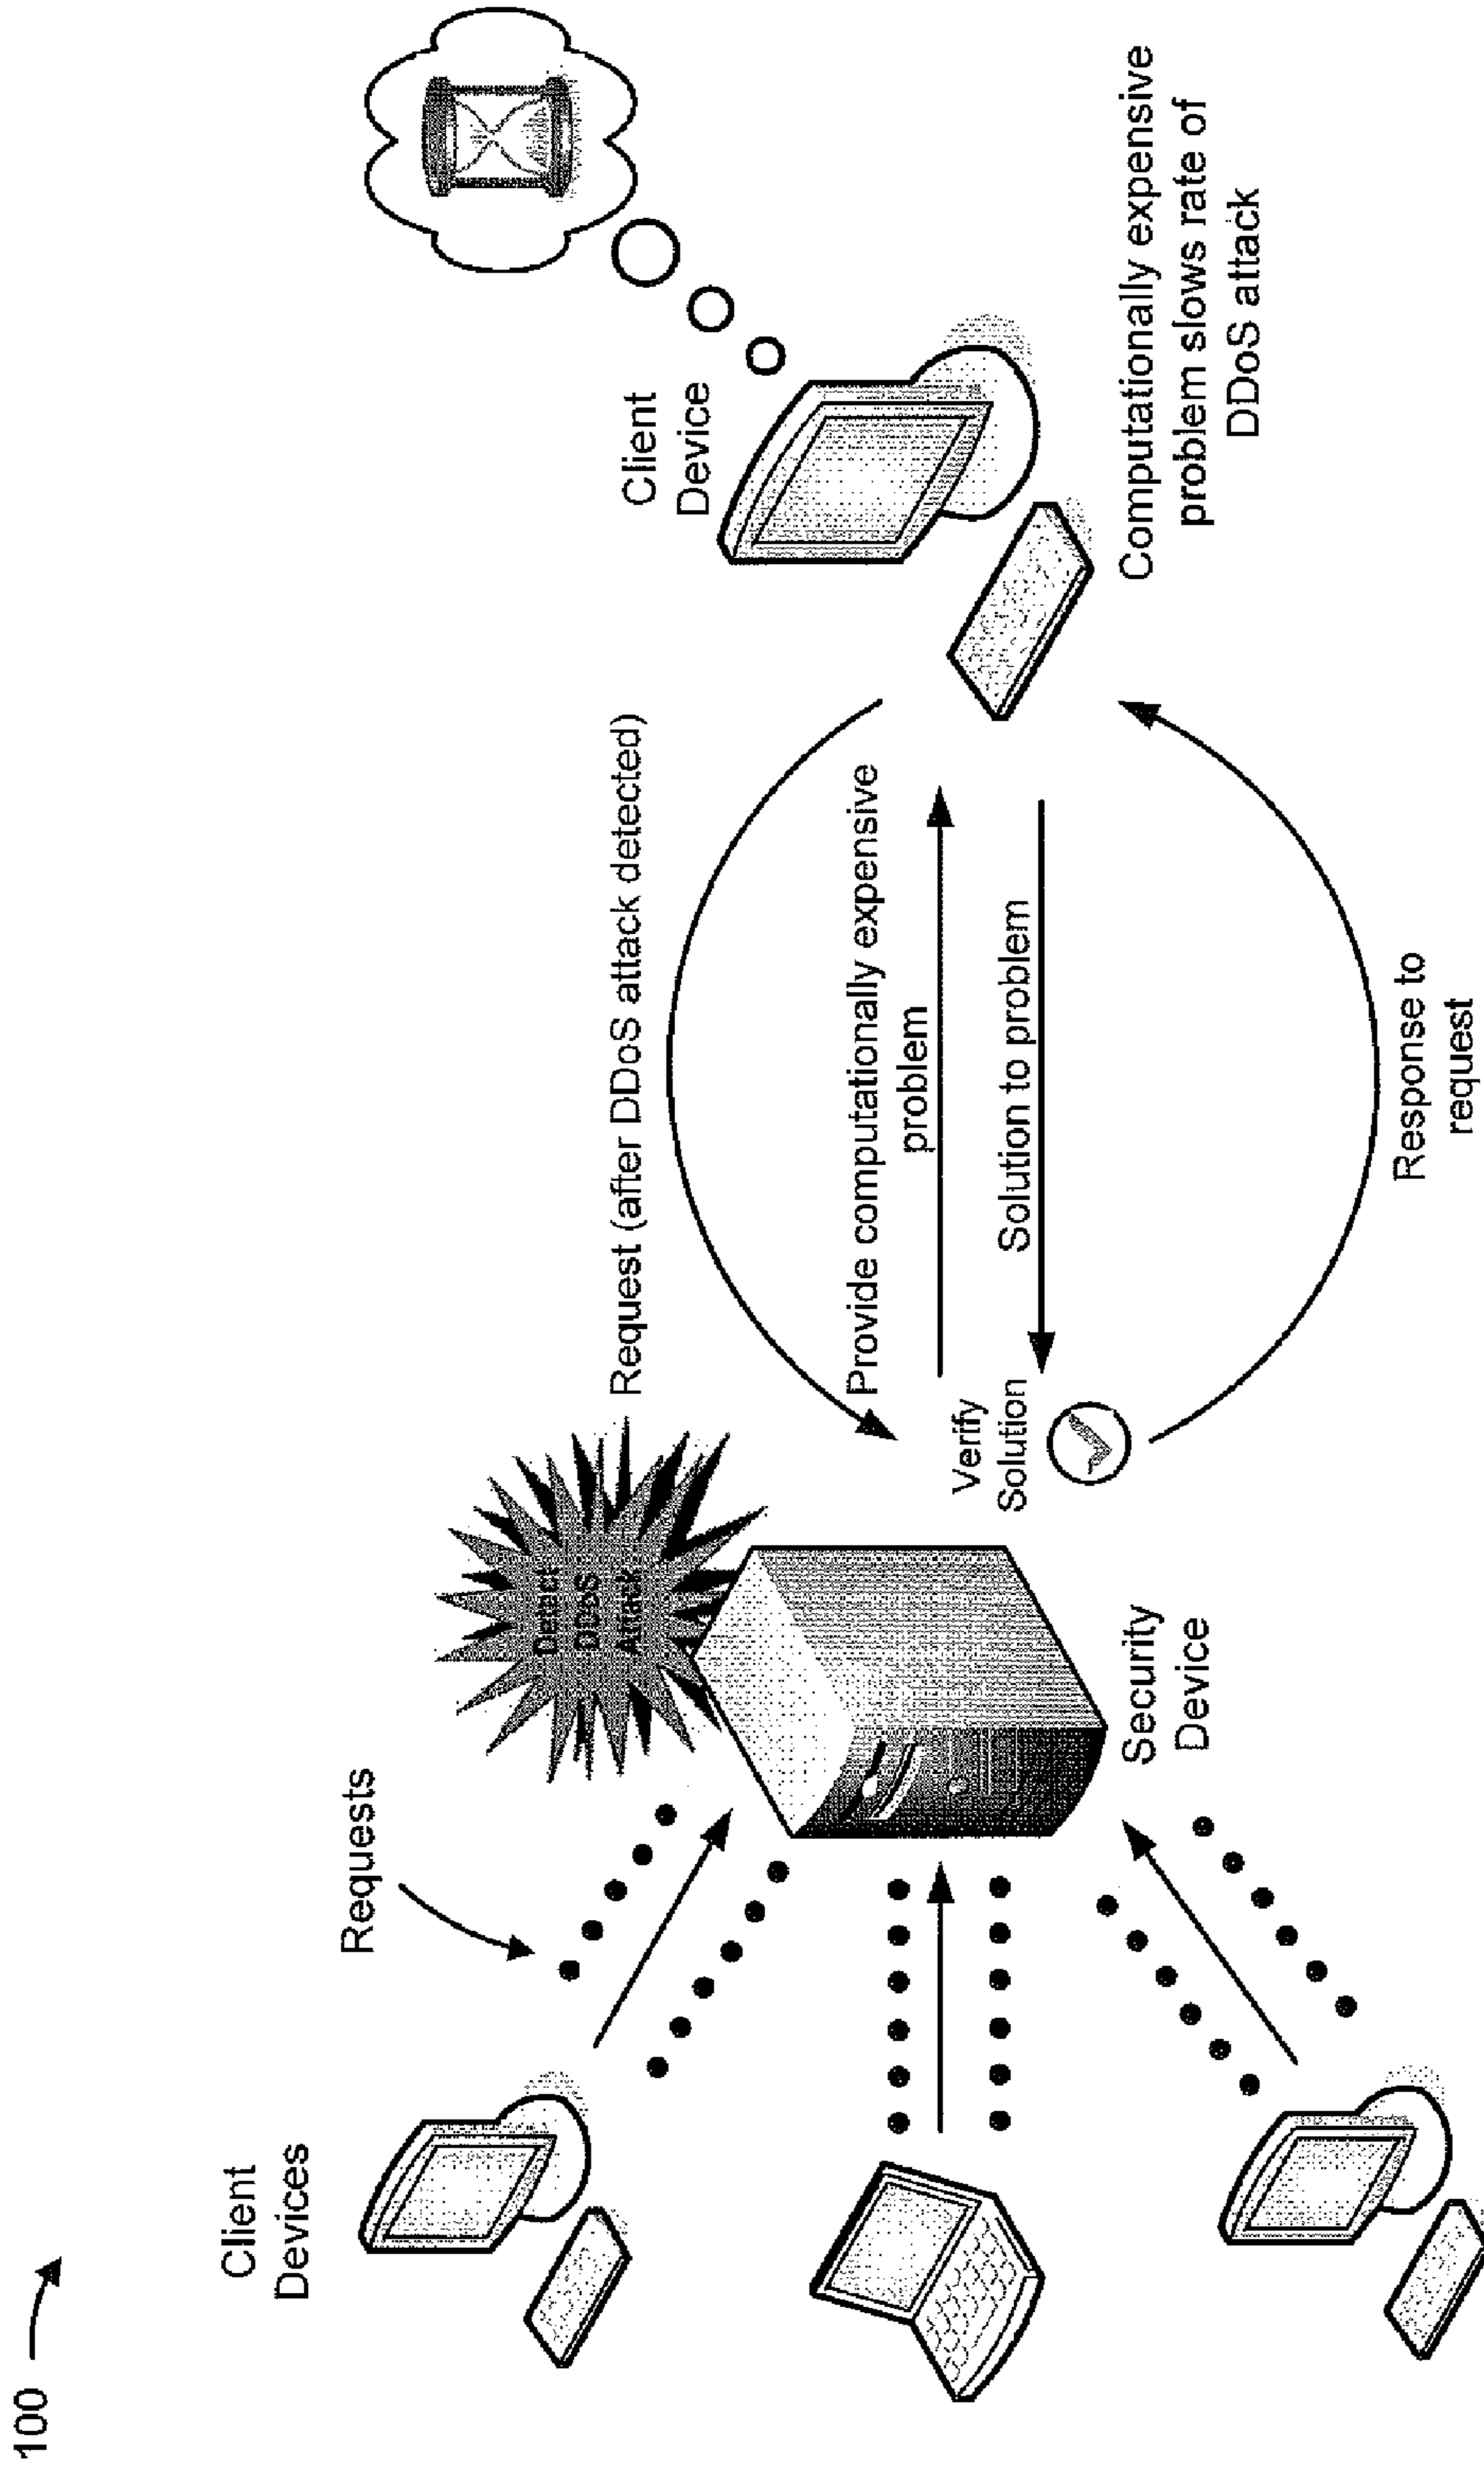 100
Client
Devices
Requests
Detect
DDoS
Attack
Security
Device
Request (after DDoS attack detected)
Provide computationally expensive
problem
Solution to problem
Verify
Solution
Response to
request
Client
Device
Computationally expensive
problem slows rate of
DDoS attack